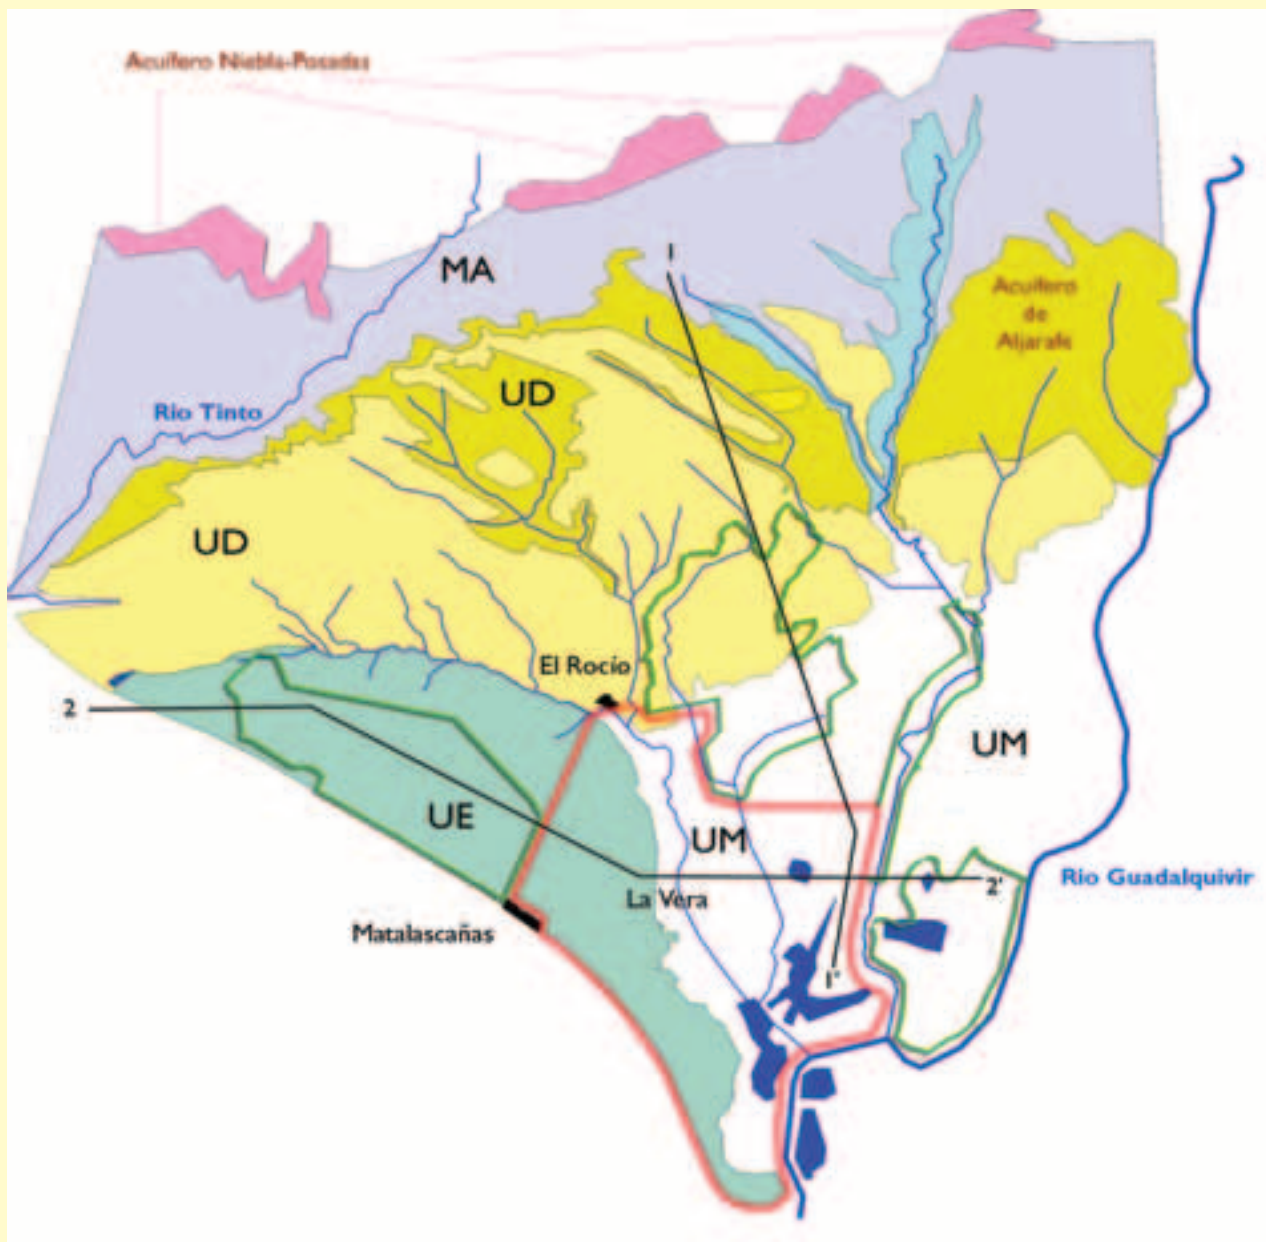 Acuífero Niebla-Posadas
1
MA
Acuífero
de
Aljarafe
Río Tinto
UD
UD
El Rocío
2
UM
UE
UM
Río Guadalquivir
2'
La Vera
Matalascañas
1'